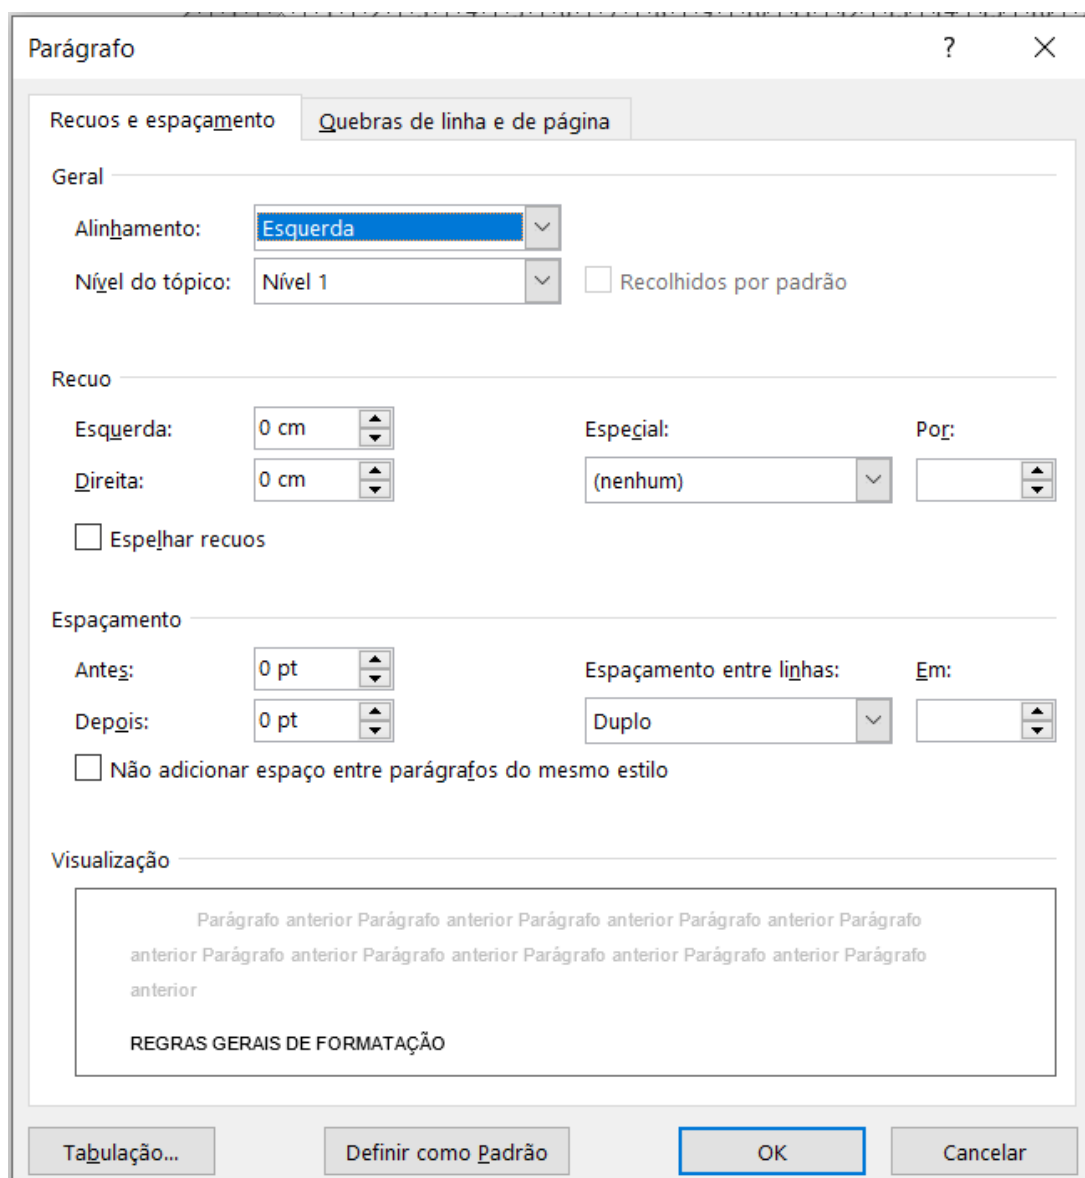 Parágrafo ?
Recuos e espaçamento Quebras de linha e de página
Geral
Alinhamento: Esquerda
Nível do tópico: Nível 1 Recolhidos por padrão
Recuo
Esquerda: 0 cm Especial: Por:
Direita: 0 cm (nenhum)
Espelhar recuos
Espaçamento
Antes: 0 pt Espaçamento entre linhas: Em:
Depois: 0 pt Duplo
Não adicionar espaço entre parágrafos do mesmo estilo
Visualização
Parágrafo anterior Parágrafo anterior Parágrafo anterior Parágrafo anterior Parágrafo
anterior Parágrafo anterior Parágrafo anterior Parágrafo anterior Parágrafo anterior Parágrafo
anterior
REGRAS GERAIS DE FORMATAÇÃO
Tabulação... Definir como Padrão OK Cancelar